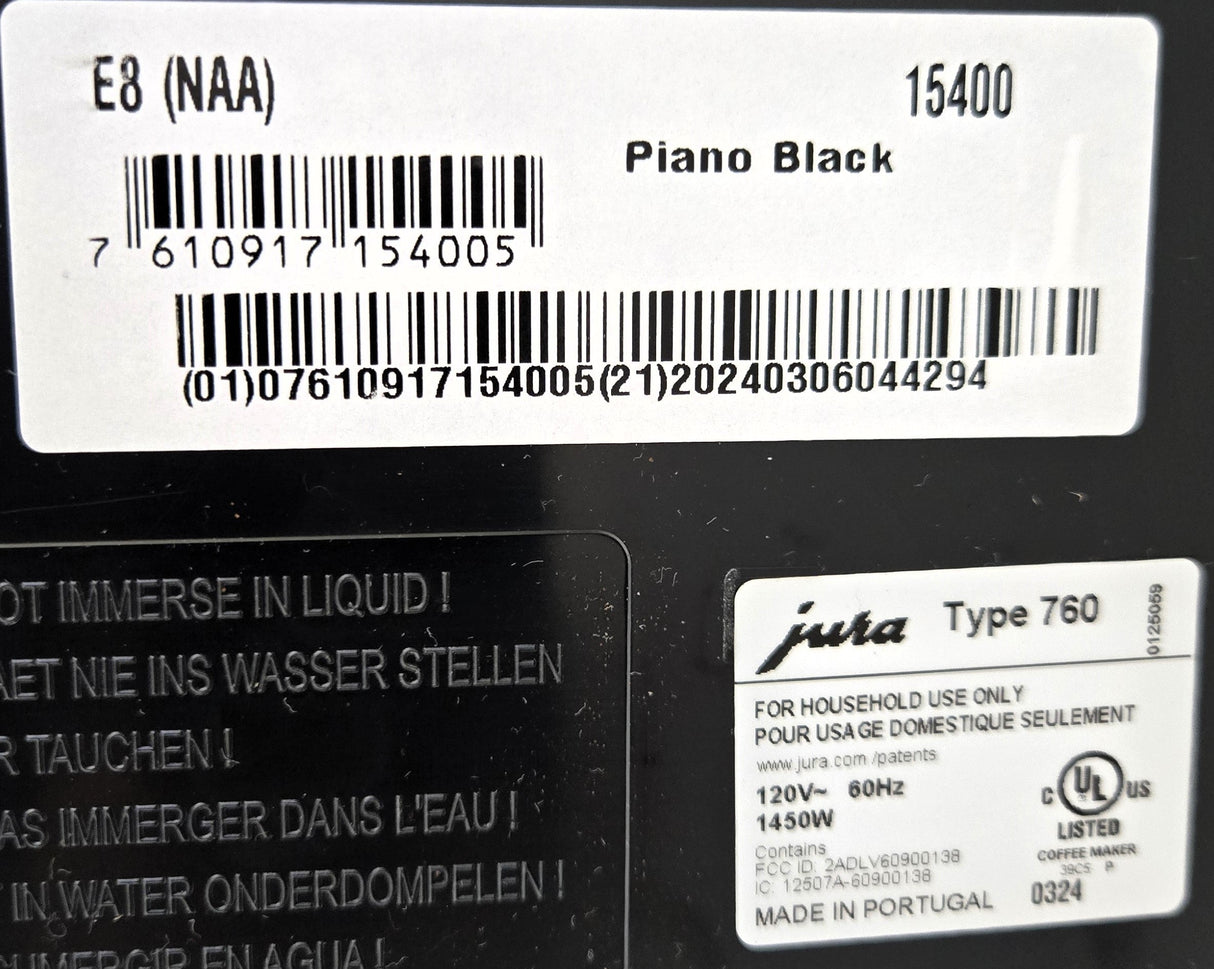 E8 (NAA)
15400
Piano Black
7 610917 154005
(01)07610917154005(21)20240306044294
OT IMMERSE IN LIQUID !
NIE INS WASSER STELLEN
R TAUCHEN !
AS IMMERGER DANS L'EAU !
IN WATER ONDERDOMPELEN !
EN AGUA !
jura Type 760
0125059
FOR HOUSEHOLD USE ONLY
POUR USAGE DOMESTIQUE SEULEMENT
www.jura.com /patents
120V~ 60Hz
1450W
C UL US
LISTED
COFFEE MAKER
39C5 P
Contains
FCC ID: 2ADLV60900138
IC: 12507A-60900138
MADE IN PORTUGAL
0324